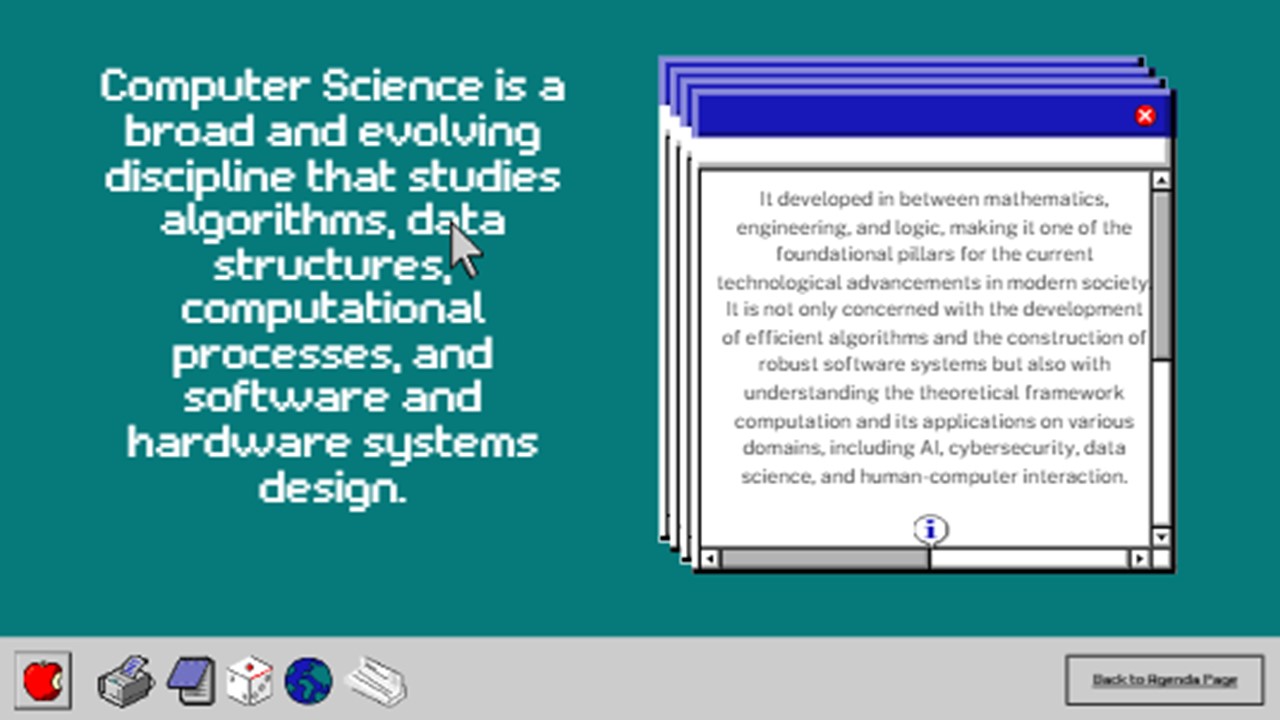 Computer Science is a
broad and evolving
discipline that studies
algorithms, data
structures,
computational
processes, and
software and
hardware systems
design.
It developed in between mathematics,
engineering, and logic, making it one of the
foundational pillars for the current
technological advancements in modern society.
It is not only concerned with the development
of efficient algorithms and the construction of
robust software systems but also with
understanding the theoretical framework
computation and its applications on various
domains, including AI, cybersecurity, data
science, and human-computer interaction.
i
Back to Agenda Page